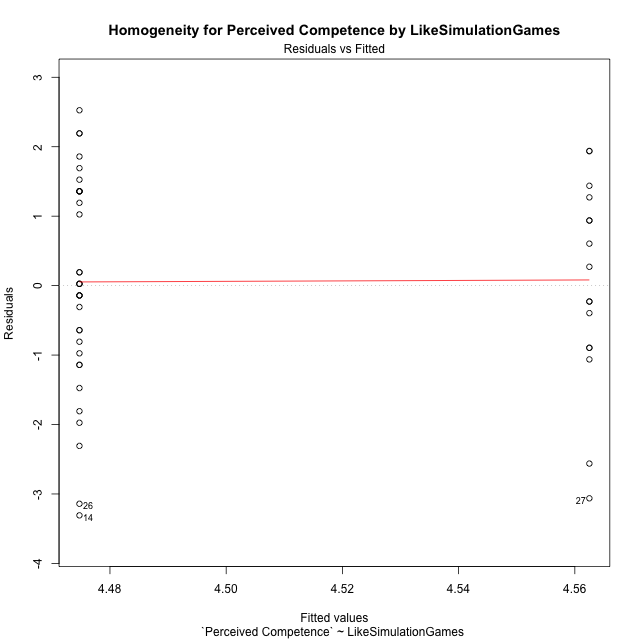 Homogeneity for Perceived Competence by LikeSimulationGames
Residuals vs Fitted
3
2
1
0
-1
-2
-3
-4
Residuals
26
14
27
4.48 4.50 4.52 4.54 4.56
Fitted values
`Perceived Competence` ~ LikeSimulationGames